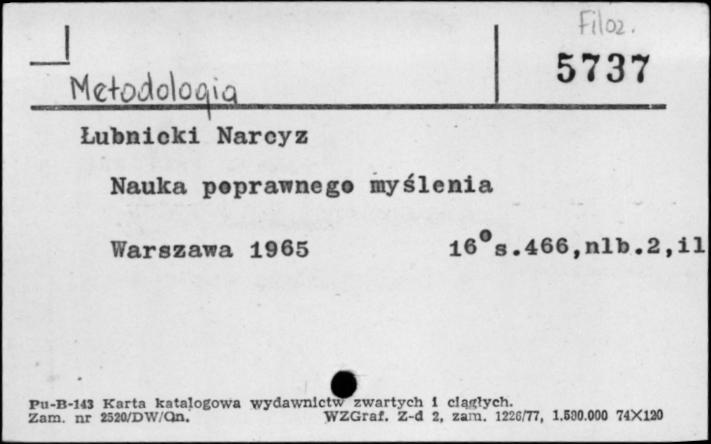 Filoz.
5737
Metodologia
Łubnicki Narcyz
Nauka poprawnego myślenia
Warszawa 1965 16° s.466,nlb.2,il
Pu-B-143 Karta katalogowa wydawnictw zwartych i ciągłych.
Zam. nr 2520/DW/Qn. WZGraf. Z-d 2, zam. 1226/77, 1.500.000 74X120